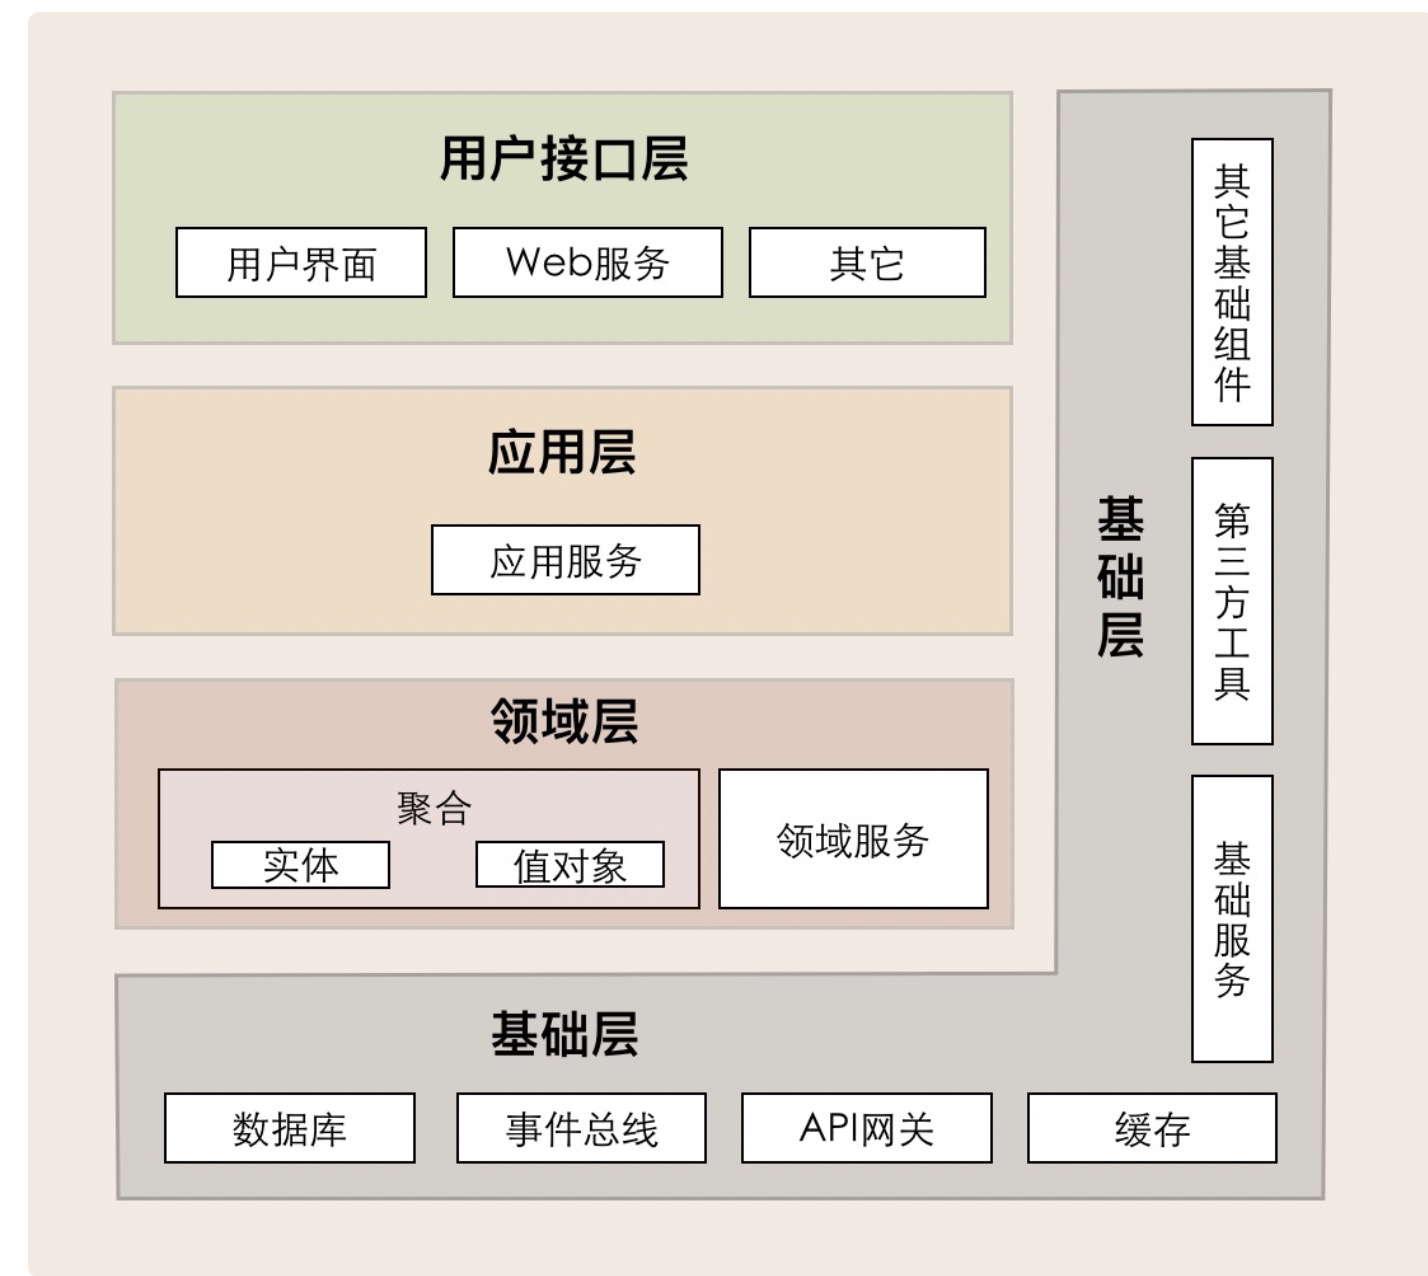 用户接口层
用户界面
Web服务
其它
应用层
应用服务
领域层
聚合
实体
值对象
领域服务
基础层
数据库
事件总线
API网关
缓存
基础层
其它基础组件
第三方工具
基础服务